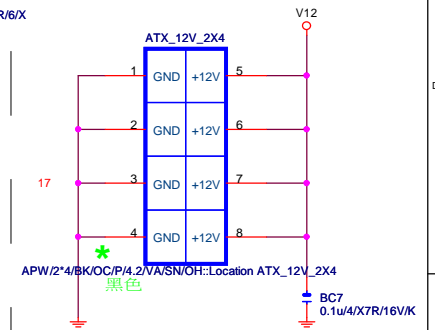 R/6/X
V12
ATX_12V_2X4
1 GND +12V 5
2 GND +12V 6
17 3 GND +12V 7
4 GND +12V 8
*
APW/2*4/BK/OC/P/4.2/VA/SN/OH::Location ATX_12V_2X4
黑色
BC7
0.1u/4/X7R/16V/K